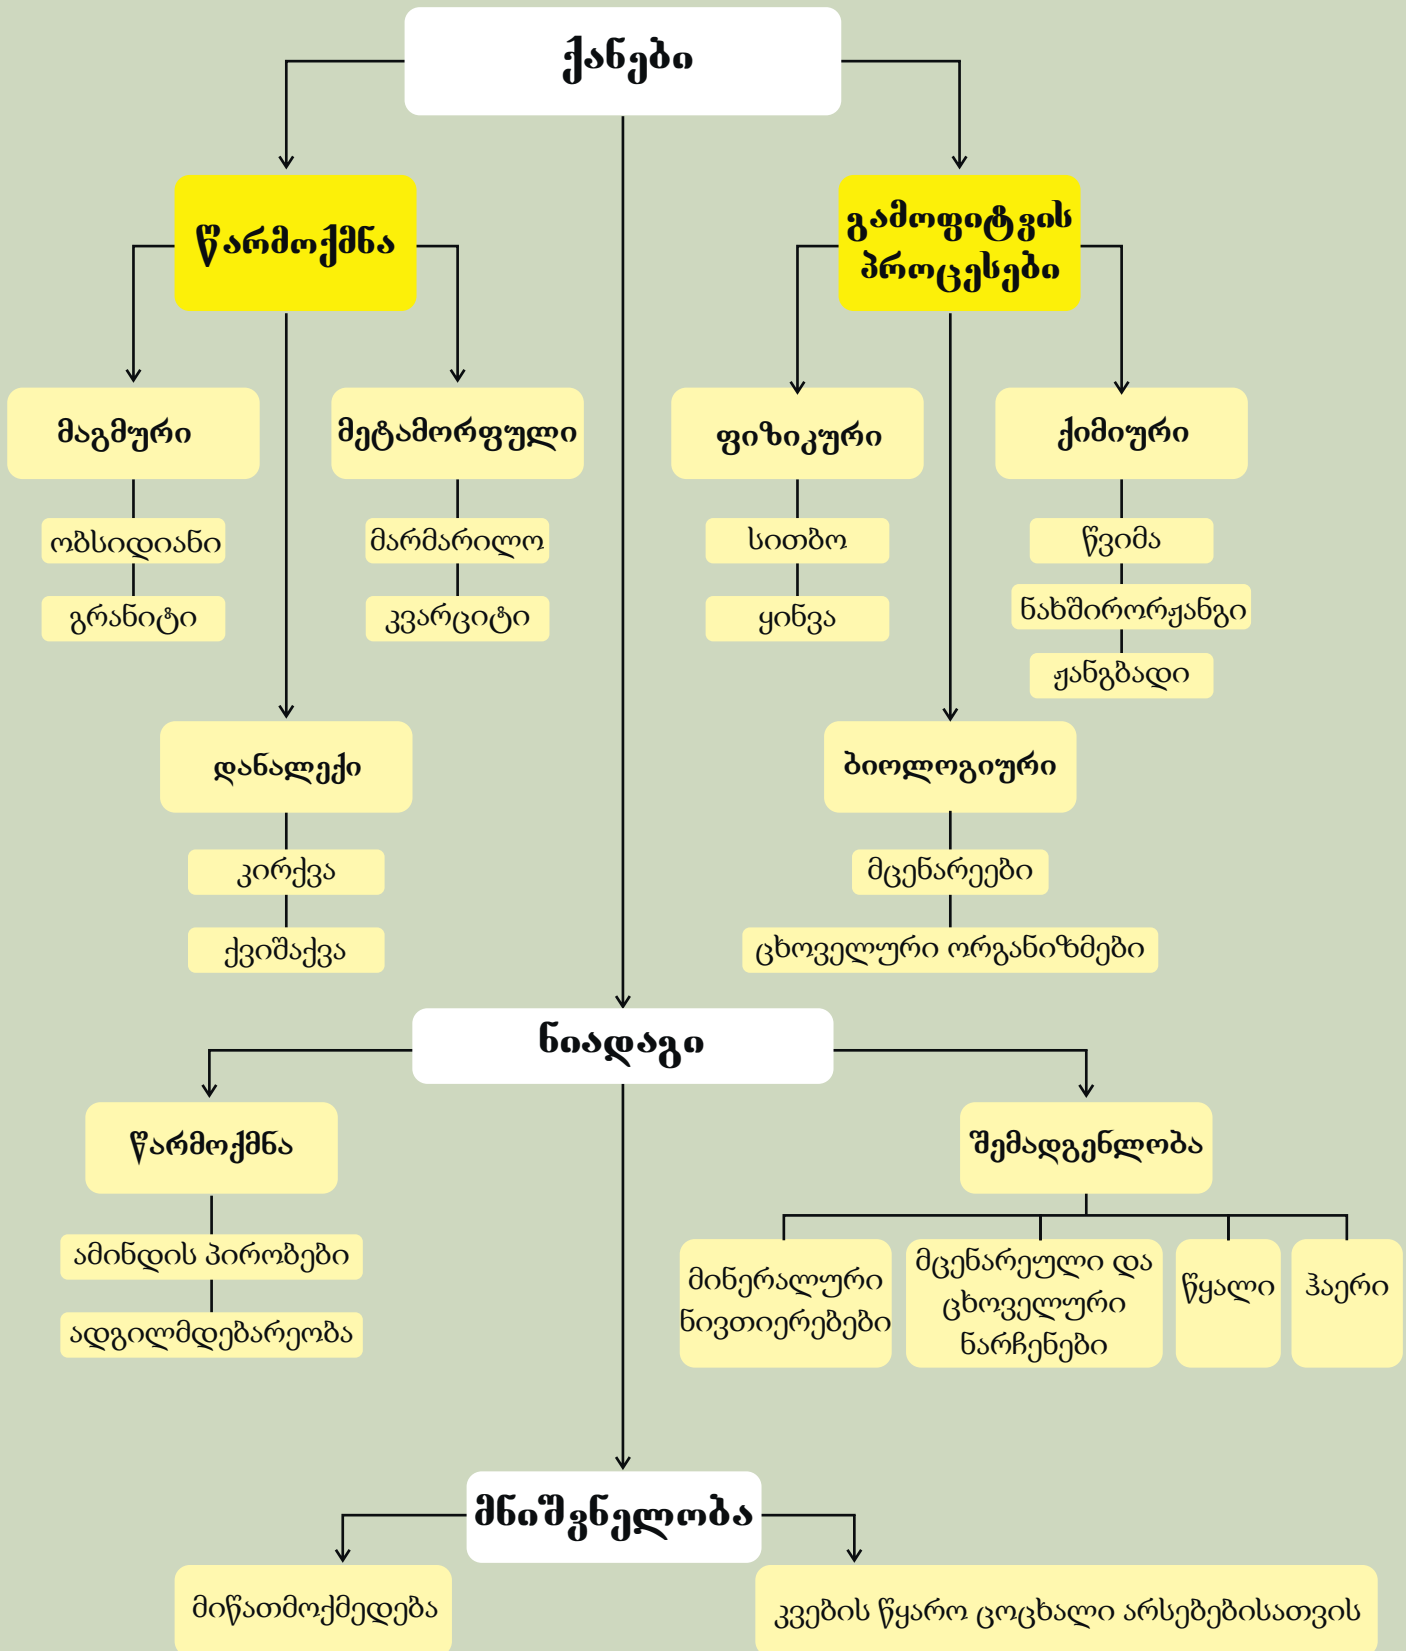 ქანები
წარმოქმნა
გამოფიტვის
პროცესები
მაგმური
მეტამორფული
ფიზიკური
ქიმიური
ობსიდიანი
მარმარილო
სითბო
წვიმა
გრანიტი
კვარციტი
ყინვა
ნახშირორჟანგი
ჟანგბადი
დანალექი
ბიოლოგიური
კირქვა
მცენარეები
ქვიშაქვა
ცხოველური ორგანიზმები
ნიადაგი
წარმოქმნა
შემადგენლობა
ამინდის პირობები
ადგილმდებარეობა
მინერალური
ნივთიერებები
მცენარეული და
ცხოველური
ნარჩენები
წყალი
ჰაერი
მნიშვნელობა
მიწათმოქმედება
კვების წყარო ცოცხალი არსებებისათვის